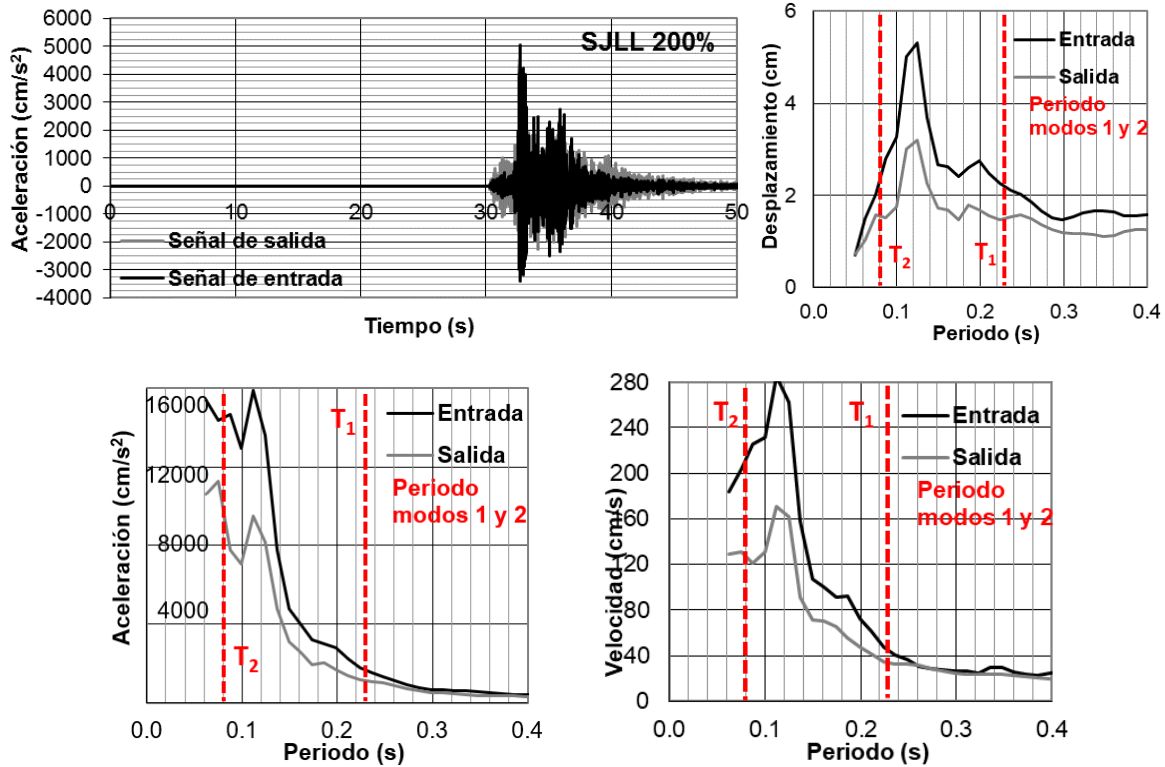 Aceleración (cm/s²)
6000
5000
4000
3000
2000
1000
0
-1000
-2000
-3000
-4000
SJLL 200%
0
10
20
30
40
50
Señal de salida
Señal de entrada
Tiempo (s)
Desplazamiento (cm)
6
4
2
0
Entrada
Salida
Periodo
modos 1 y 2
T₂
T₁
0.0
0.1
0.2
0.3
0.4
Periodo (s)
Aceleración (cm/s²)
16000
12000
8000
4000
T₁
Entrada
Salida
Periodo
modos 1 y 2
T₂
0.0
0.1
0.2
0.3
0.4
Periodo (s)
Velocidad (cm/s)
280
240
200
160
120
80
40
0
T₂
T₁
Entrada
Salida
Periodo
modos 1 y 2
0.0
0.1
0.2
0.3
0.4
Periodo (s)